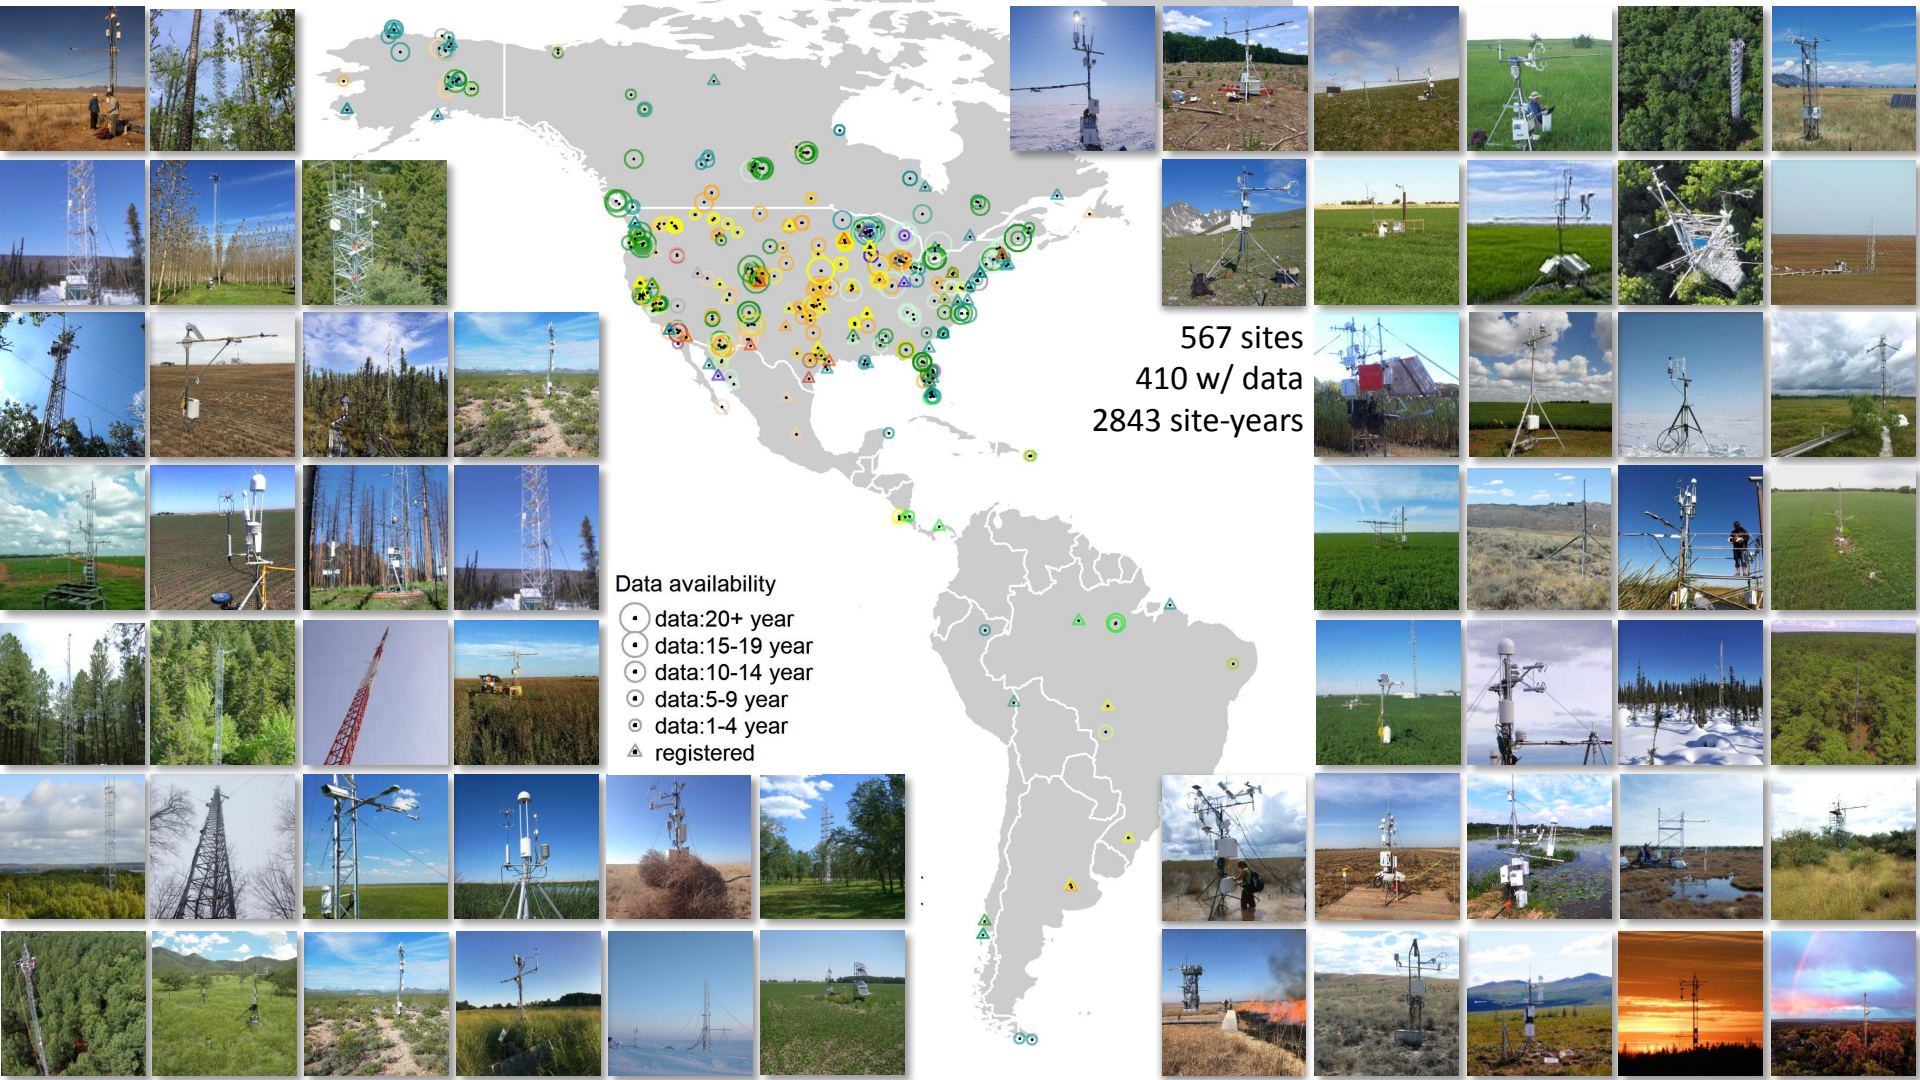 567 sites
410 w/ data
2843 site-years
Data availability
data:20+ year
data:15-19 year
data:10-14 year
data:5-9 year
data:1-4 year
registered